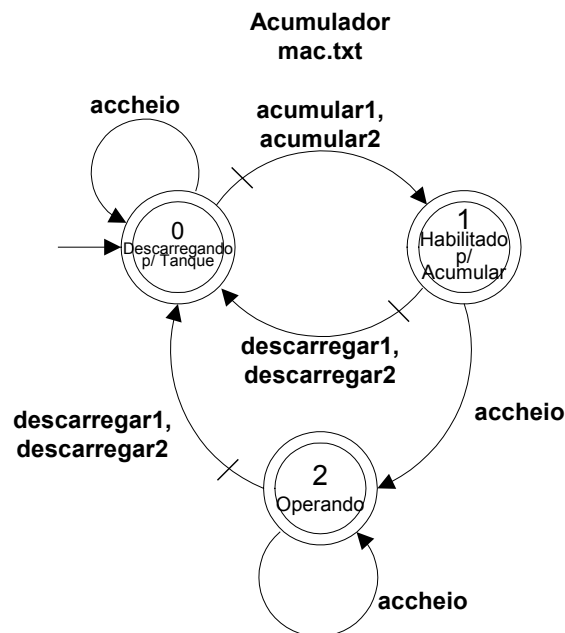 Acumulador
mac.txt
accheio
acumular1,
acumular2
0
Descarregando
p/ Tanque
1
Habilitado
p/
Acumular
descarregar1,
descarregar2
accheio
descarregar1,
descarregar2
2
Operando
accheio